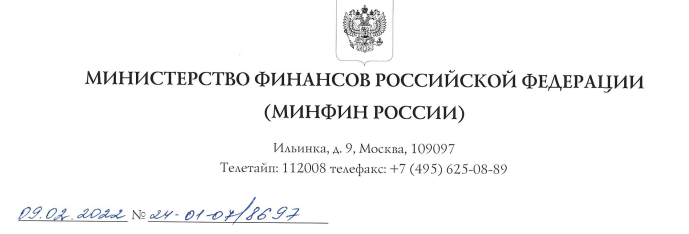 МИНИСТЕРСТВО ФИНАНСОВ РОССИЙСКОЙ ФЕДЕРАЦИИ
(МИНФИН РОССИИ)
Ильинка, д. 9, Москва, 109097
Телетайп: 112008 телефакс: +7 (495) 625-08-89
09.02.2022 № 24-01-07/8697